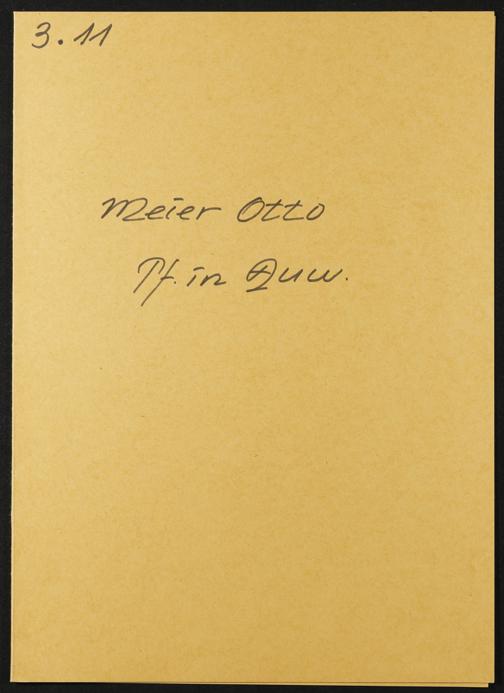 3.11
Meier Otto
Pf. in Quw.